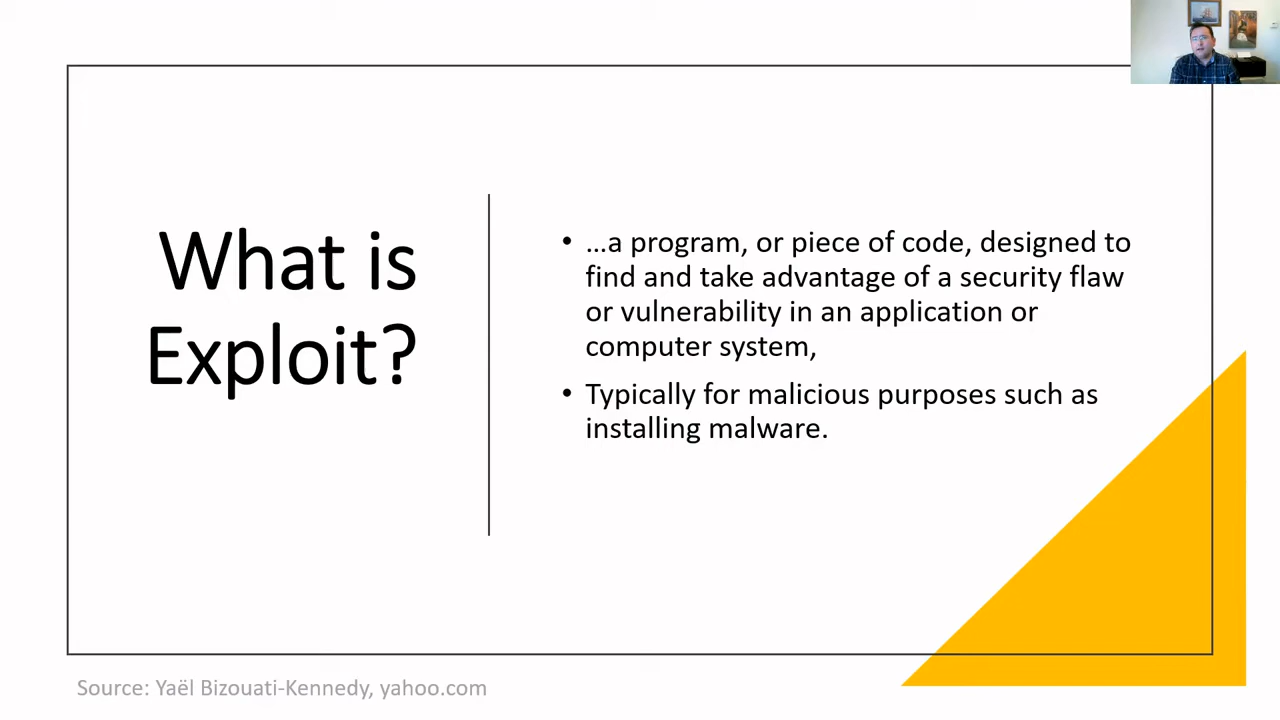 What is
Exploit?
• …a program, or piece of code, designed to
find and take advantage of a security flaw
or vulnerability in an application or
computer system,
• Typically for malicious purposes such as
installing malware.
Source: Yaël Bizouati-Kennedy, yahoo.com